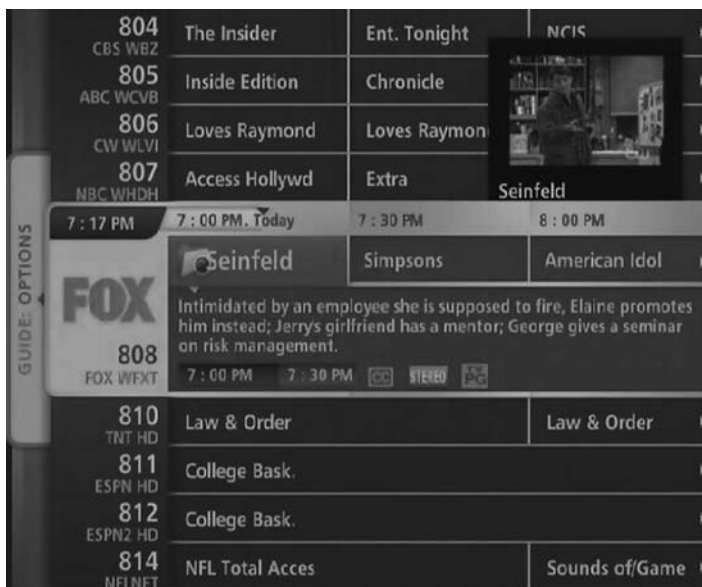 804 The Insider Ent. Tonight NCIS
CBS WBZ
805 Inside Edition Chronicle
ABC WCVB
806 Loves Raymond Loves Raymon
CW WLVI
807 Access Hollywd Extra
NBC WHDH
Seinfeld
7:17 PM 7:00 PM. Today 7:30 PM 8:00 PM
GUIDE: OPTIONS
Seinfeld Simpsons American Idol
FOX
Intimidated by an employee she is supposed to fire, Elaine promotes
him instead; Jerry's girlfriend has a mentor; George gives a seminar
on risk management.
808
FOX WFXT
7:00 PM 7:30 PM CC STEREO TV PG
810 Law & Order Law & Order
TNT HD
811 College Bask.
ESPN HD
812 College Bask.
ESPN2 HD
814 NFL Total Acces Sounds of/Game
NFLNET